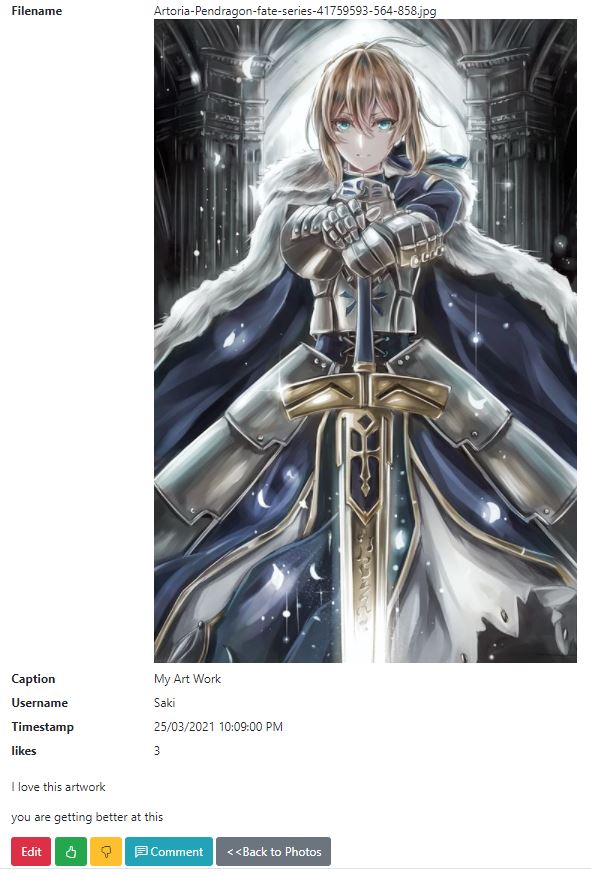 Filename Artoria-Pendragon-fate-series-41759593-564-858.jpg
Caption My Art Work
Username Saki
Timestamp 25/03/2021 10:09:00 PM
likes 3
I love this artwork
you are getting better at this
Edit Comment <<Back to Photos